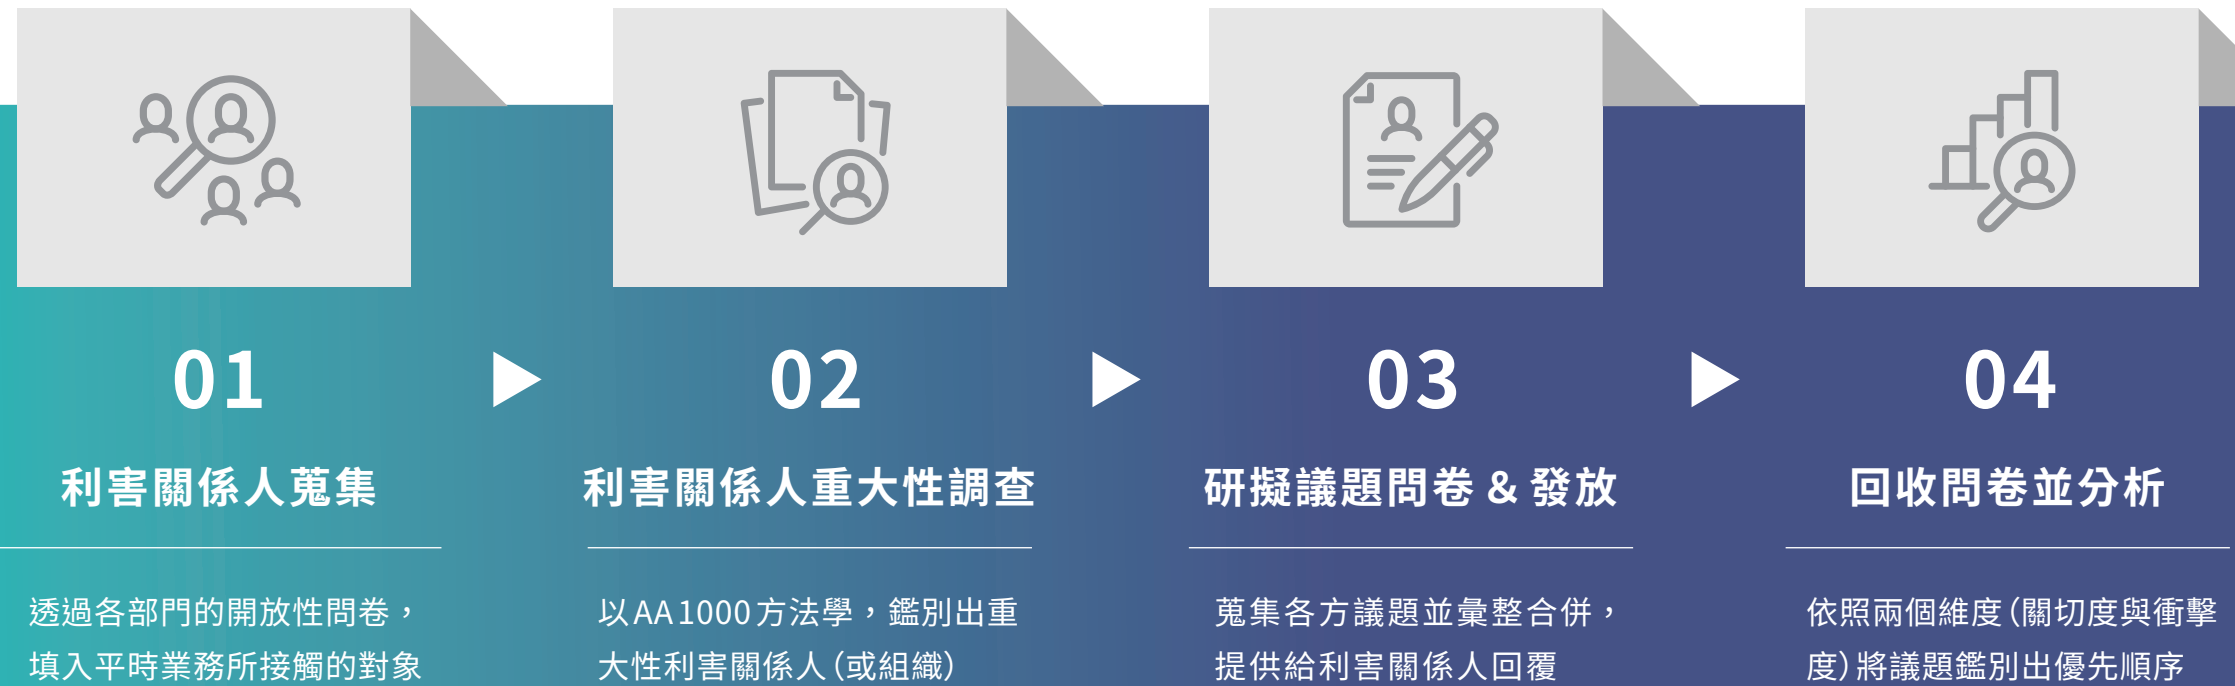 01
利害關係人蒐集
透過各部門的開放性問卷，
填入平時業務所接觸的對象
02
利害關係人重大性調查
以AA1000方法學，鑑別出重
大性利害關係人(或組織)
03
研擬議題問卷 & 發放
蒐集各方議題並彙整合併，
提供給利害關係人回覆
04
回收問卷並分析
依照兩個維度(關切度與衝擊
度)將議題鑑別出優先順序